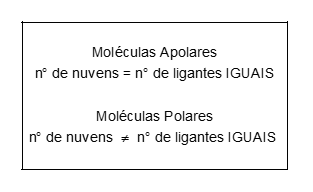 Moléculas Apolares
n° de nuvens = n° de ligantes IGUAIS
Moléculas Polares
n° de nuvens ≠ n° de ligantes IGUAIS